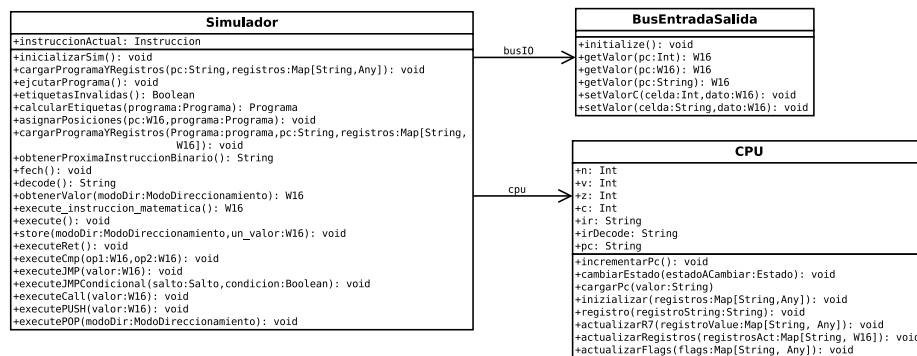 Simulador
+instruccionActual: Instruccion
+inicializarSim(): void
+cargarProgramaYRegistros(pc:String,registros:Map[String,Any]): void
+ejcutarPrograma(): void
+etiquetasInvalidas(): Boolean
+calcularEtiquetas(programa:Programa): Programa
+asignarPosiciones(pc:W16,programa:Programa): void
+cargarProgramaYRegistros(Programa:programa,pc:String,registros:Map[String,
W16]): void
+obtenerProximaInstruccionBinario(): String
+fech(): void
+decode(): String
+obtenerValor(modoDir:ModoDireccionamiento): W16
+execute_instruccion_matematica(): W16
+execute(): void
+store(modoDir:ModoDireccionamiento,un_valor:W16): void
+executeRet(): void
+executeCmp(op1:W16,op2:W16): void
+executeJMP(valor:W16): void
+executeJMPCondicional(salto:Salto,condicion:Boolean): void
+executeCall(valor:W16): void
+executePUSH(valor:W16): void
+executePOP(modoDir:ModoDireccionamiento): void
busIO
cpu
BusEntradaSalida
+initialize(): void
+getValor(pc:Int): W16
+getValor(pc:W16): W16
+getValor(pc:String): W16
+setValorC(celda:Int,dato:W16): void
+setValor(celda:String,dato:W16): void
CPU
+n: Int
+v: Int
+z: Int
+c: Int
+ir: String
+irDecode: String
+pc: String
+incrementarPc(): void
+cambiarEstado(estadoACambiar:Estado): void
+cargarPc(valor:String)
+inizializar(registros:Map[String,Any]): void
+registro(registroString:String): void
+actualizarR7(registroValue:Map[String, Any]): void
+actualizarRegistros(registrosAct:Map[String, W16]): void
+actualizarFlags(flags:Map[String, Any]): void